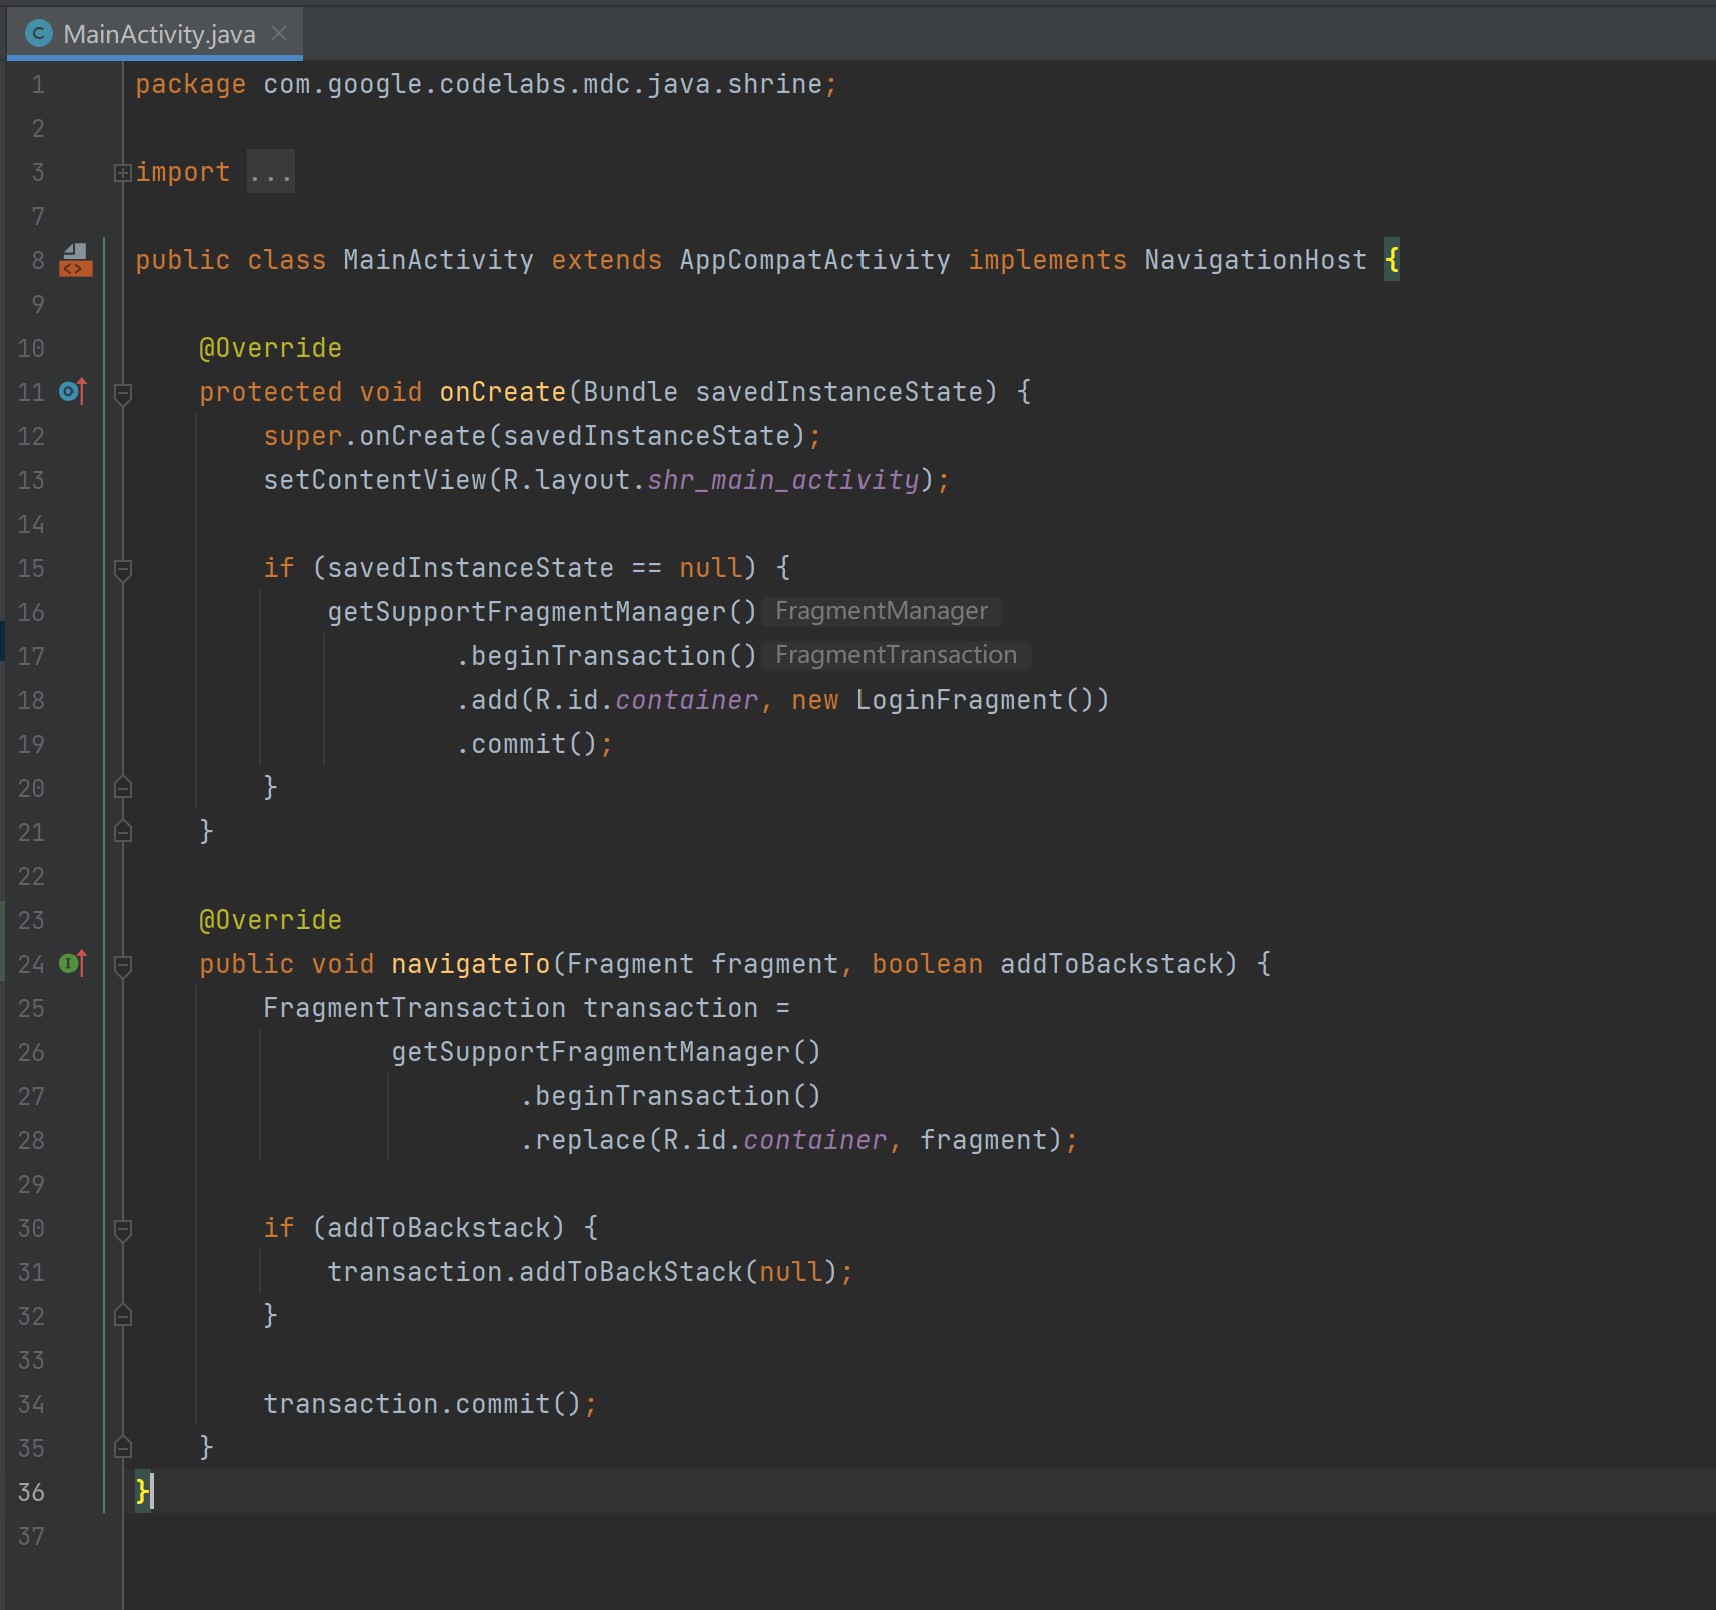 MainActivity.java
1 package com.google.codelabs.mdc.java.shrine;
2
3 import ...
7
8 public class MainActivity extends AppCompatActivity implements NavigationHost {
9
10 @Override
11 protected void onCreate(Bundle savedInstanceState) {
12 super.onCreate(savedInstanceState);
13 setContentView(R.layout.shr_main_activity);
14
15 if (savedInstanceState == null) {
16 getSupportFragmentManager() FragmentManager
17 .beginTransaction() FragmentTransaction
18 .add(R.id.container, new LoginFragment())
19 .commit();
20 }
21 }
22
23 @Override
24 public void navigateTo(Fragment fragment, boolean addToBackstack) {
25 FragmentTransaction transaction =
26 getSupportFragmentManager()
27 .beginTransaction()
28 .replace(R.id.container, fragment);
29
30 if (addToBackstack) {
31 transaction.addToBackStack(null);
32 }
33
34 transaction.commit();
35 }
36 }
37